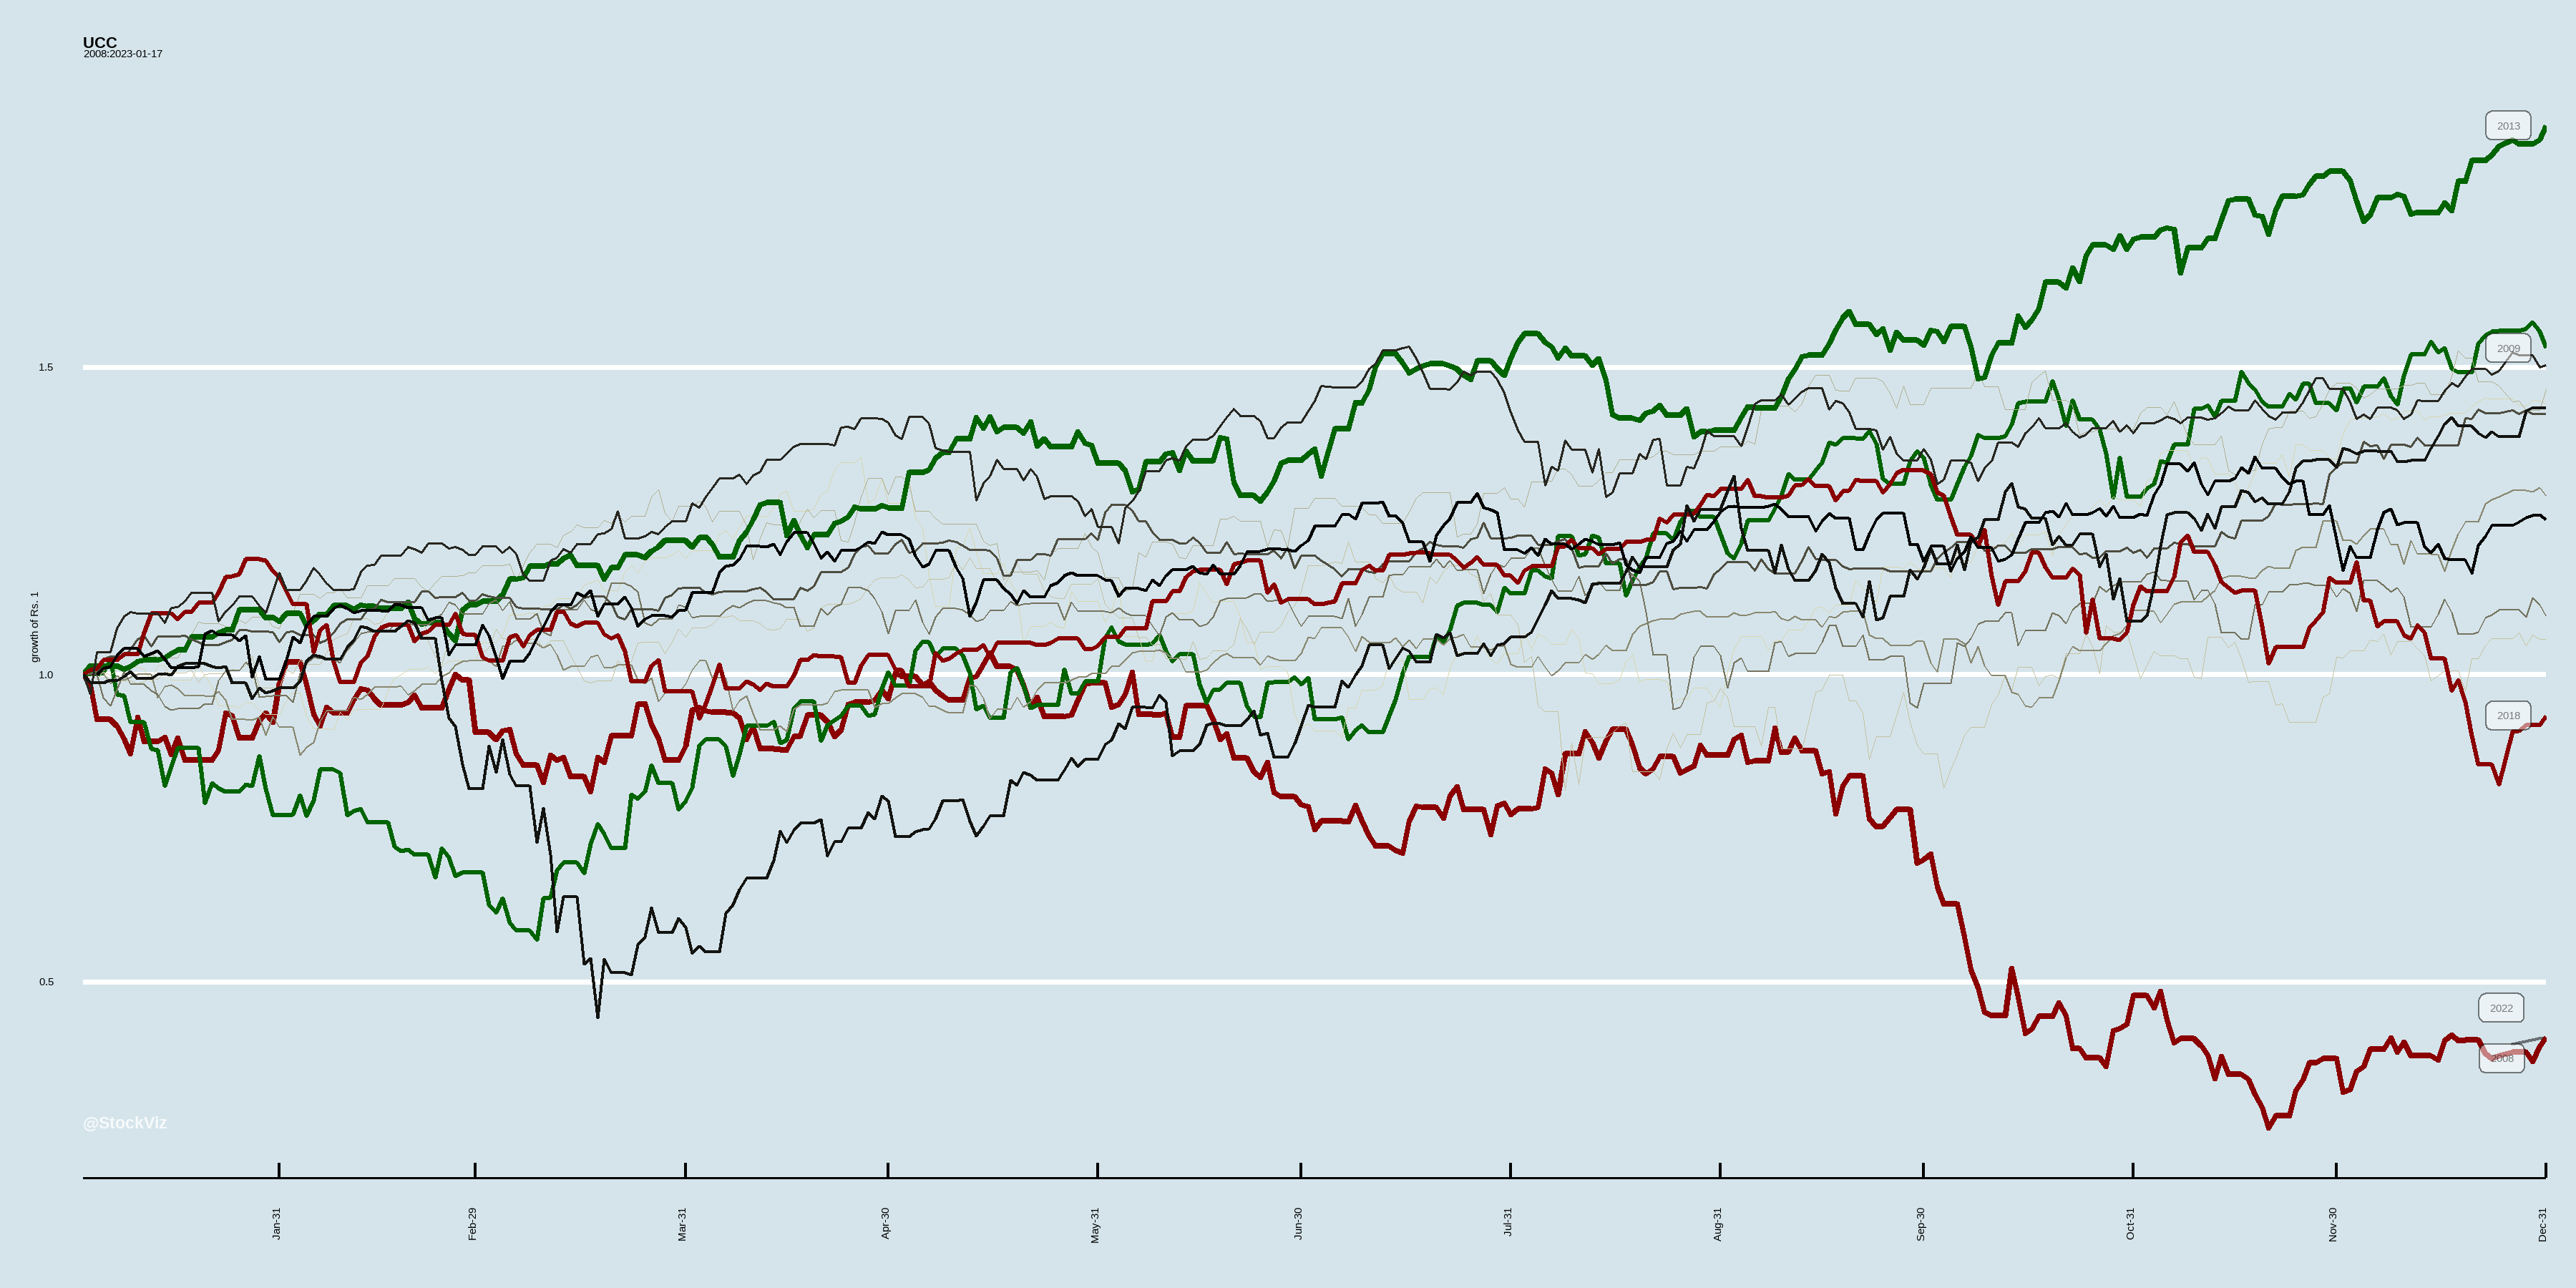 UCC
2008:2023-01-17
2013
2009
1.5
growth of Rs. 1
1.0
2018
0.5
2022
2008
@StockViz
Jan-31
Feb-29
Mar-31
Apr-30
May-31
Jun-30
Jul-31
Aug-31
Sep-30
Oct-31
Nov-30
Dec-31